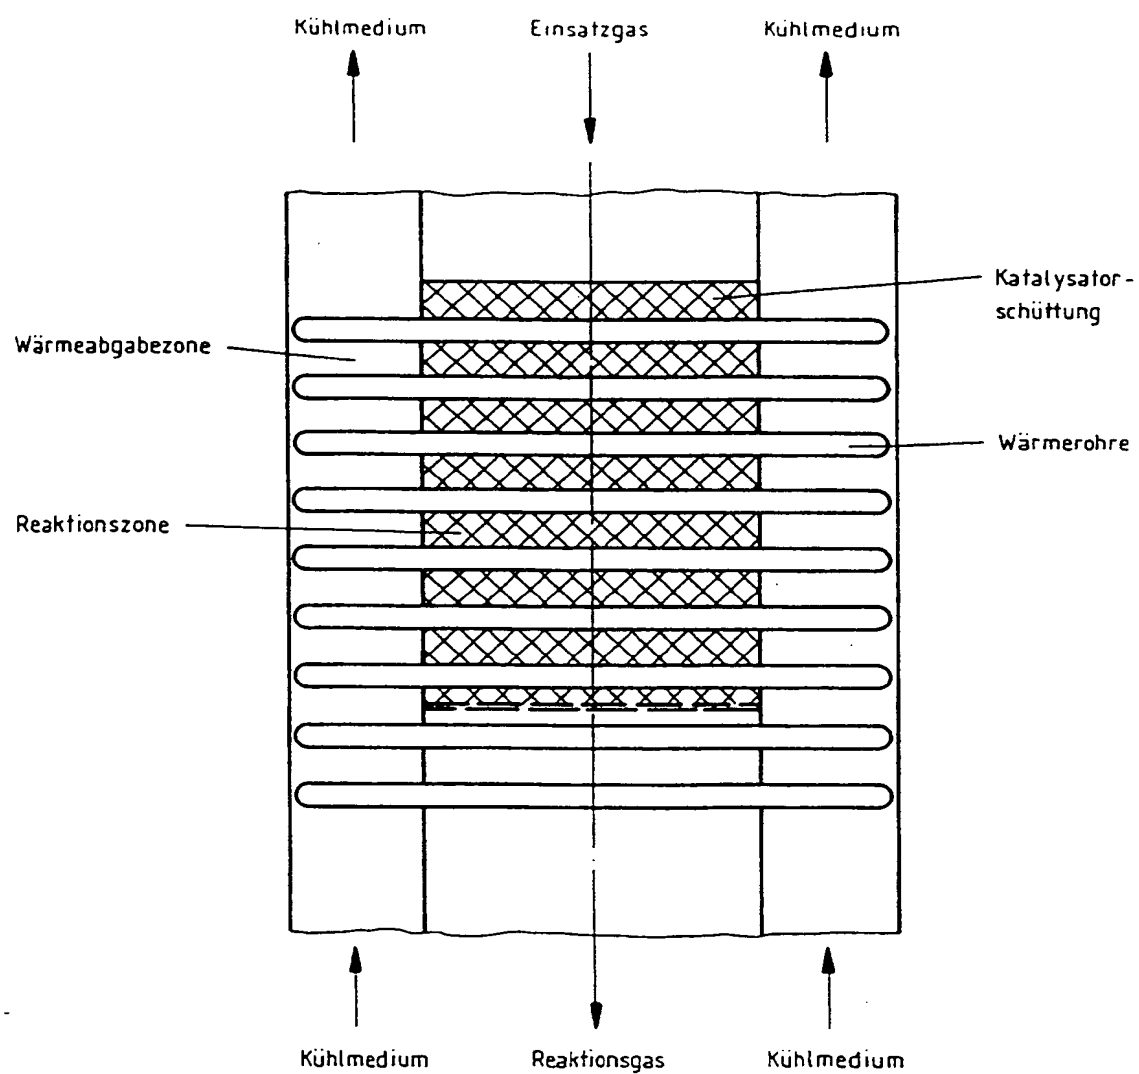 Kühlmedium
Einsatzgas
Kühlmedium
Katalysator-
schüttung
Wärmeabgabezone
Wärmerohre
Reaktionszone
Kühlmedium
Reaktionsgas
Kühlmedium